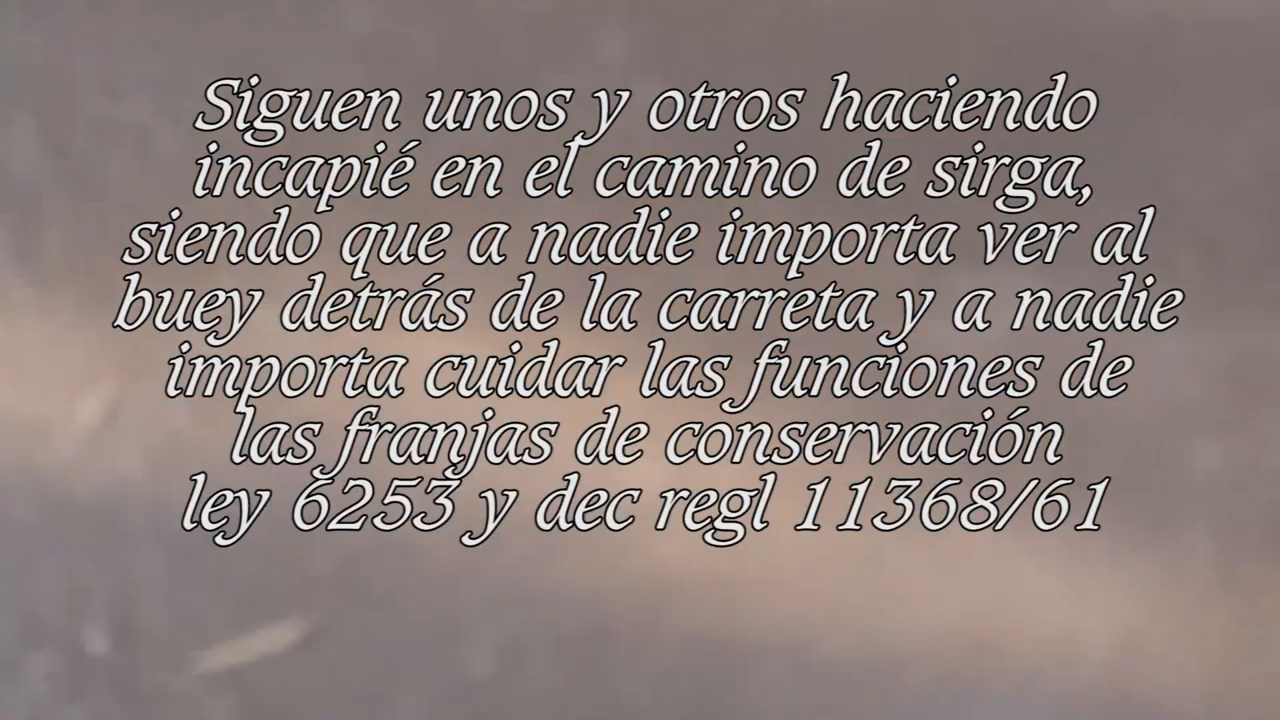 Siguen unos y otros haciendo
incapié en el camino de sirga,
siendo que a nadie importa ver al
buey detrás de la carreta y a nadie
importa cuidar las funciones de
las franjas de conservación
ley 6253 y dec regl 11368/61